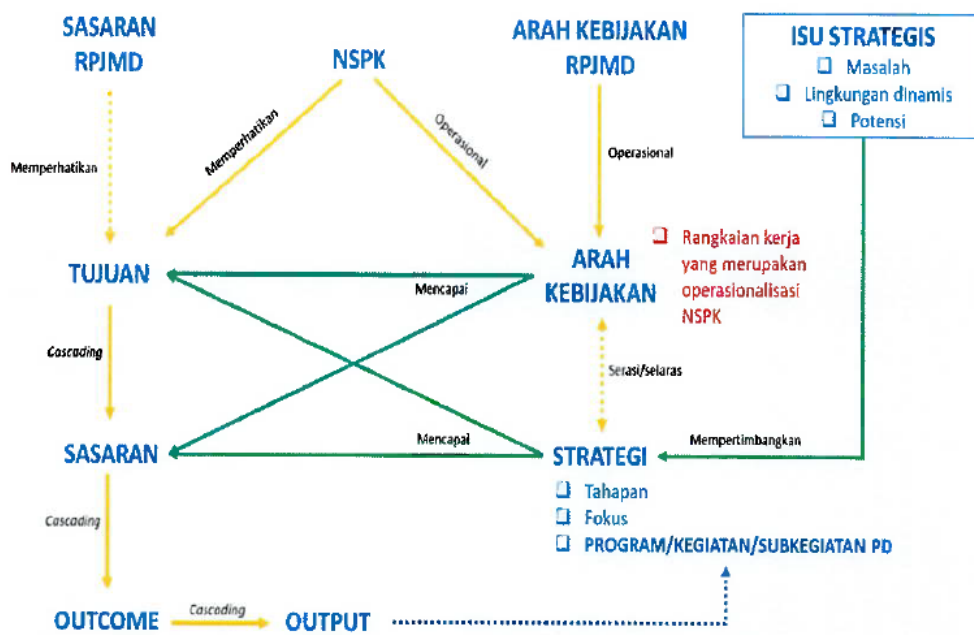 SASARAN
RPJMD
NSPK
ARAH KEBIJAKAN
RPJMD
ISU STRATEGIS
Masalah
Lingkungan dinamis
Potensi
Memperhatikan
Memperhatikan
Operasional
Operasional
TUJUAN
Mencapai
ARAH
KEBIJAKAN
Rangkaian kerja
yang merupakan
operasionalisasi
NSPK
Cascading
Serasi/selaras
SASARAN
Mencapai
STRATEGI
Mempertimbangkan
Tahapan
Fokus
PROGRAM/KEGIATAN/SUBKEGIATAN PD
Cascading
OUTCOME
Cascading
OUTPUT